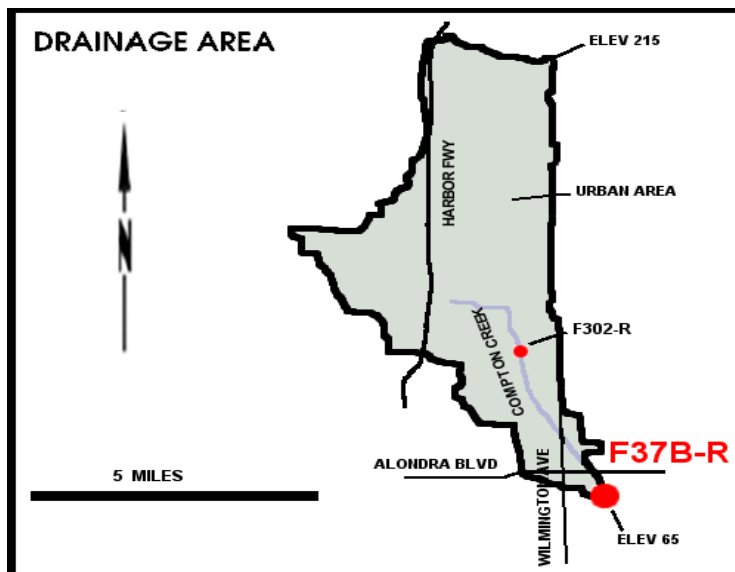 DRAINAGE AREA
ELEV 215
HARBOR FWY
URBAN AREA
N
F302-R
COMPTON CREEK
F37B-R
ALONDRA BLVD
5 MILES
WILMINGTON AVE
ELEV 65